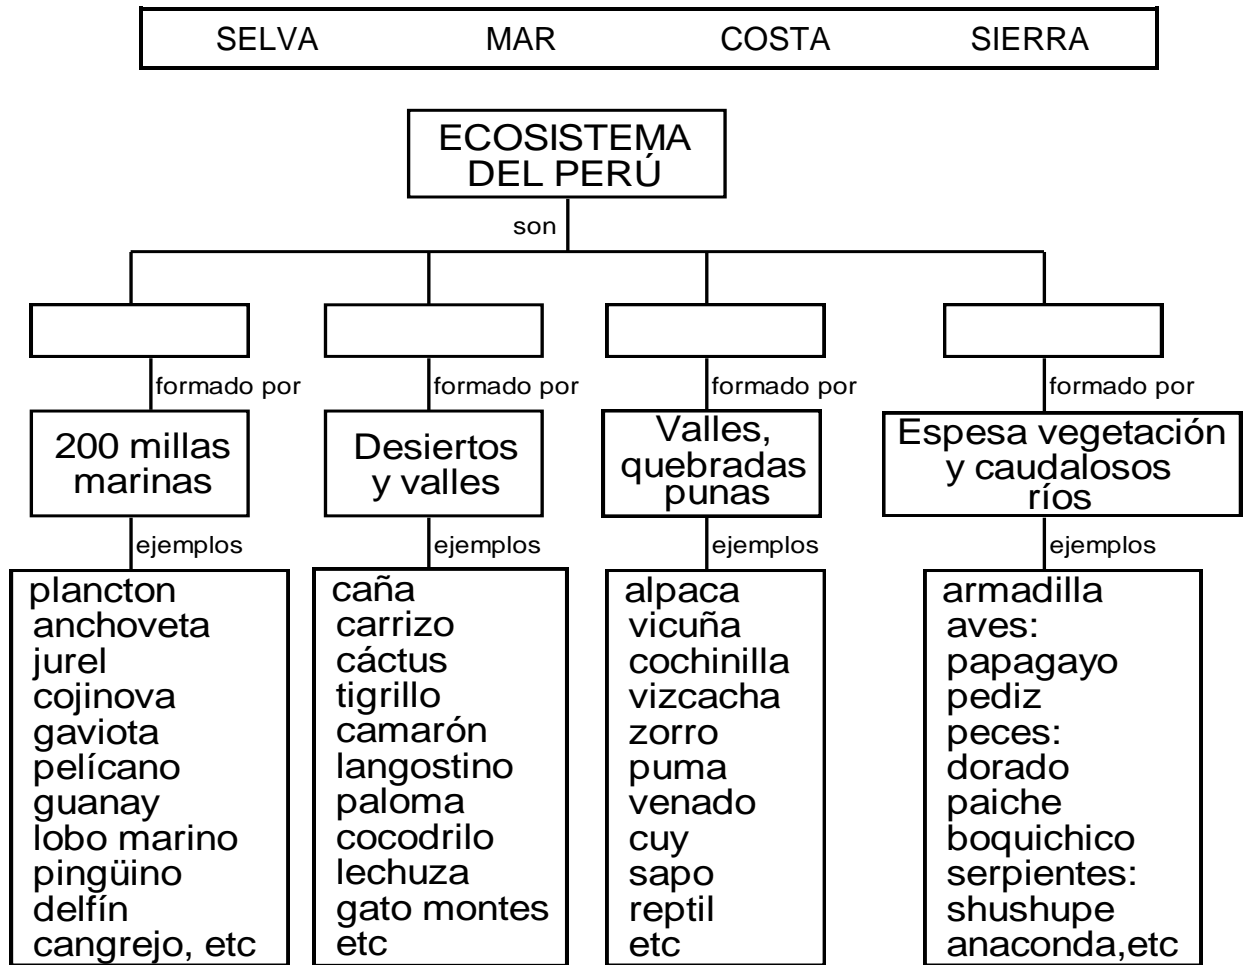 SELVA MAR COSTA SIERRA
ECOSISTEMA
DEL PERÚ
son
formado por
200 millas
marinas
ejemplos
plancton
anchoveta
jurel
cojinova
gaviota
pelícano
guanay
lobo marino
pingüino
delfín
cangrejo, etc
formado por
Desiertos
y valles
ejemplos
caña
carrizo
cáctus
tigrillo
camarón
langostino
paloma
cocodrilo
lechuza
gato montes
etc
formado por
Valles,
quebradas
punas
ejemplos
alpaca
vicuña
cochinilla
vizcacha
zorro
puma
venado
cuy
sapo
reptil
etc
formado por
Espesa vegetación
y caudalosos
ríos
ejemplos
armadilla
aves:
papagayo
pediz
peces:
dorado
paiche
boquichico
serpientes:
shushupe
anaconda,etc